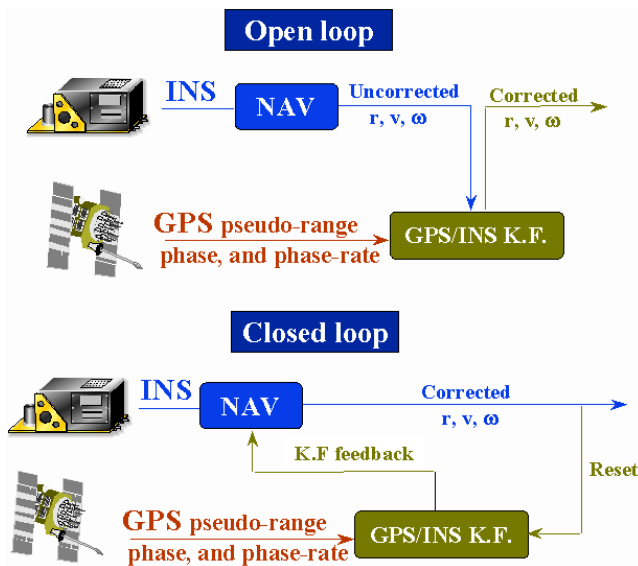 Open loop
INS
NAV
Uncorrected
r, v, ω
Corrected
r, v, ω
GPS pseudo-range
phase, and phase-rate
GPS/INS K.F.
Closed loop
INS
NAV
Corrected
r, v, ω
K.F feedback
Reset
GPS pseudo-range
phase, and phase-rate
GPS/INS K.F.